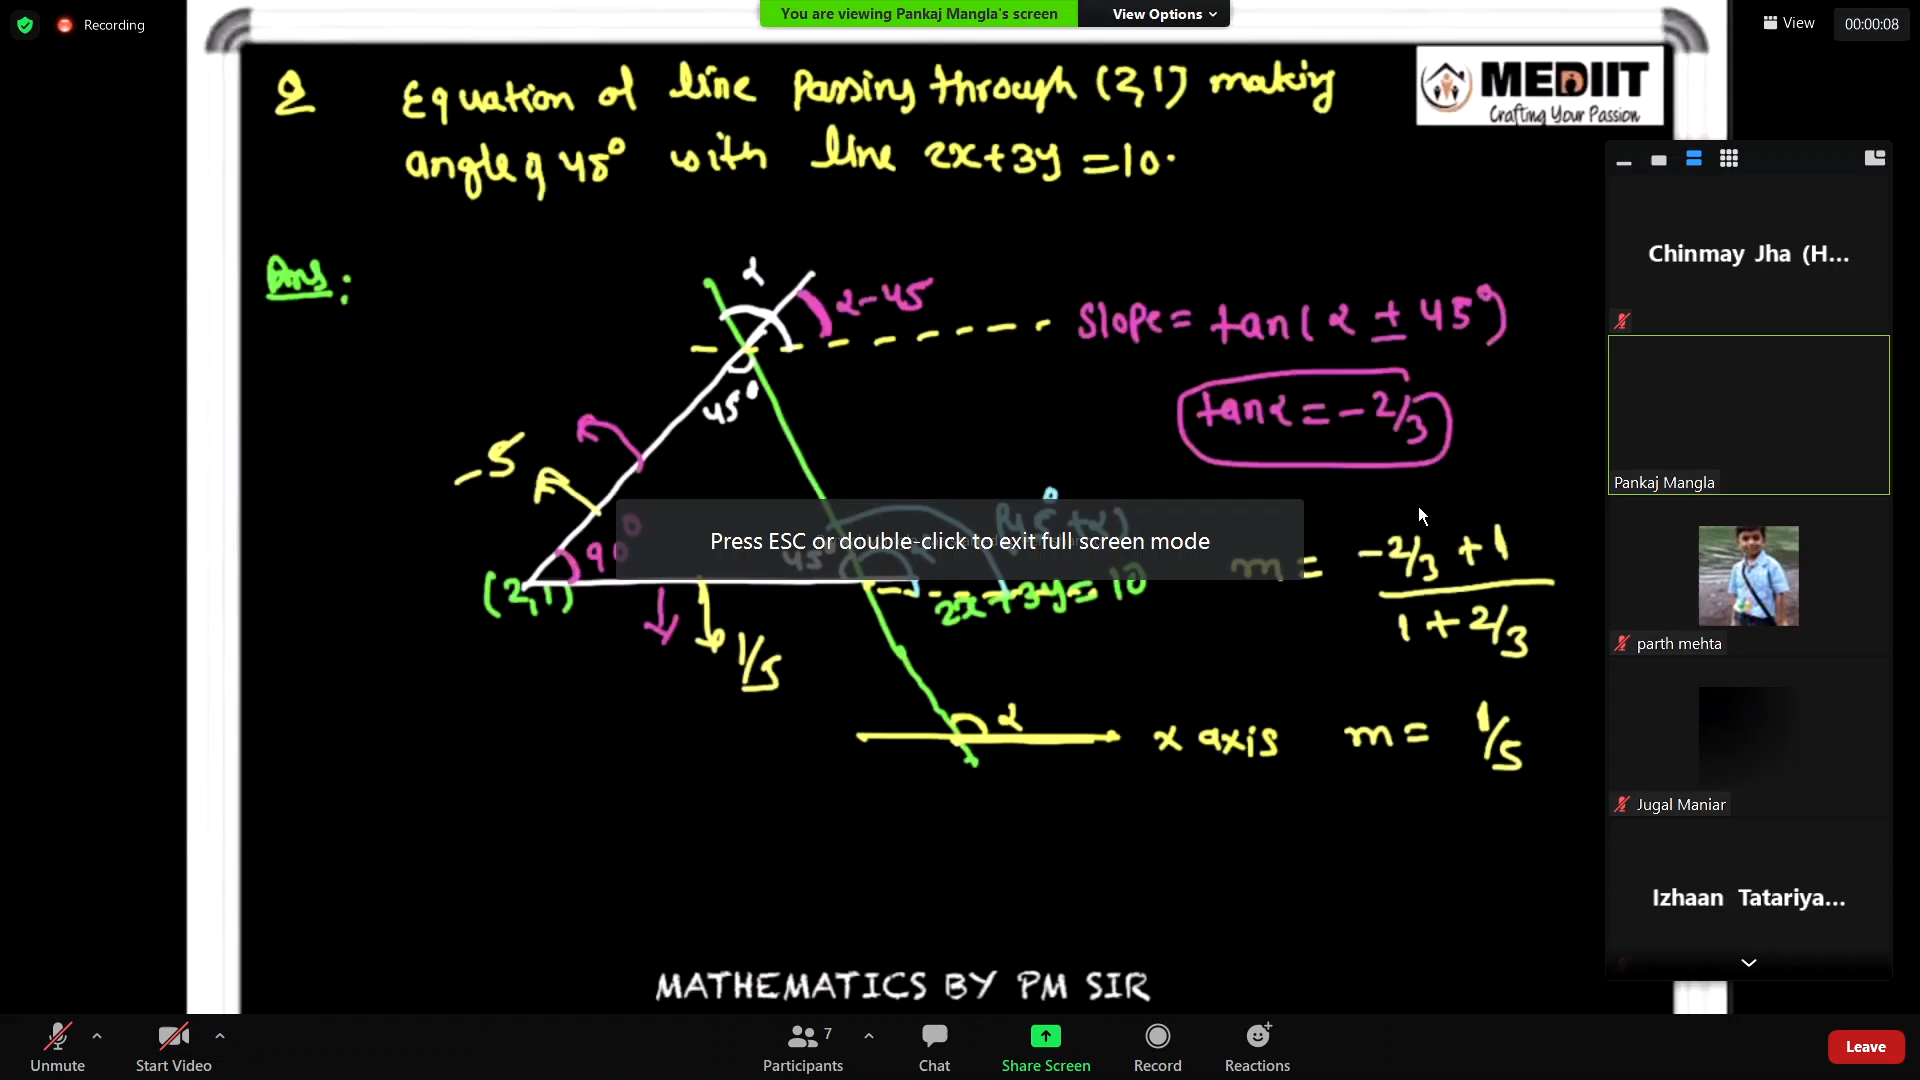 You are viewing Pankaj Mangla's screen
View Options
Recording
View
00:00:08
Q Equation of line Passing through (2,1) making
angle of 45° with line 2x+3y=10.
MEDIIT
Crafting Your Passion
Ans:
α
α-45
Slope = tan(α ± 45°)
45°
tanα = -2/3
-5
90°
Press ESC or double-click to exit full screen mode
45°
(2,1)
2x+3y=10
m = -2/3 + 1
1 + 2/3
1/5
α
x axis
m = 1/5
MATHEMATICS BY PM SIR
Chinmay Jha (H...
Pankaj Mangla
parth mehta
Jugal Maniar
Izhaan Tatariya...
Unmute
Start Video
7
Participants
Chat
Share Screen
Record
Reactions
Leave